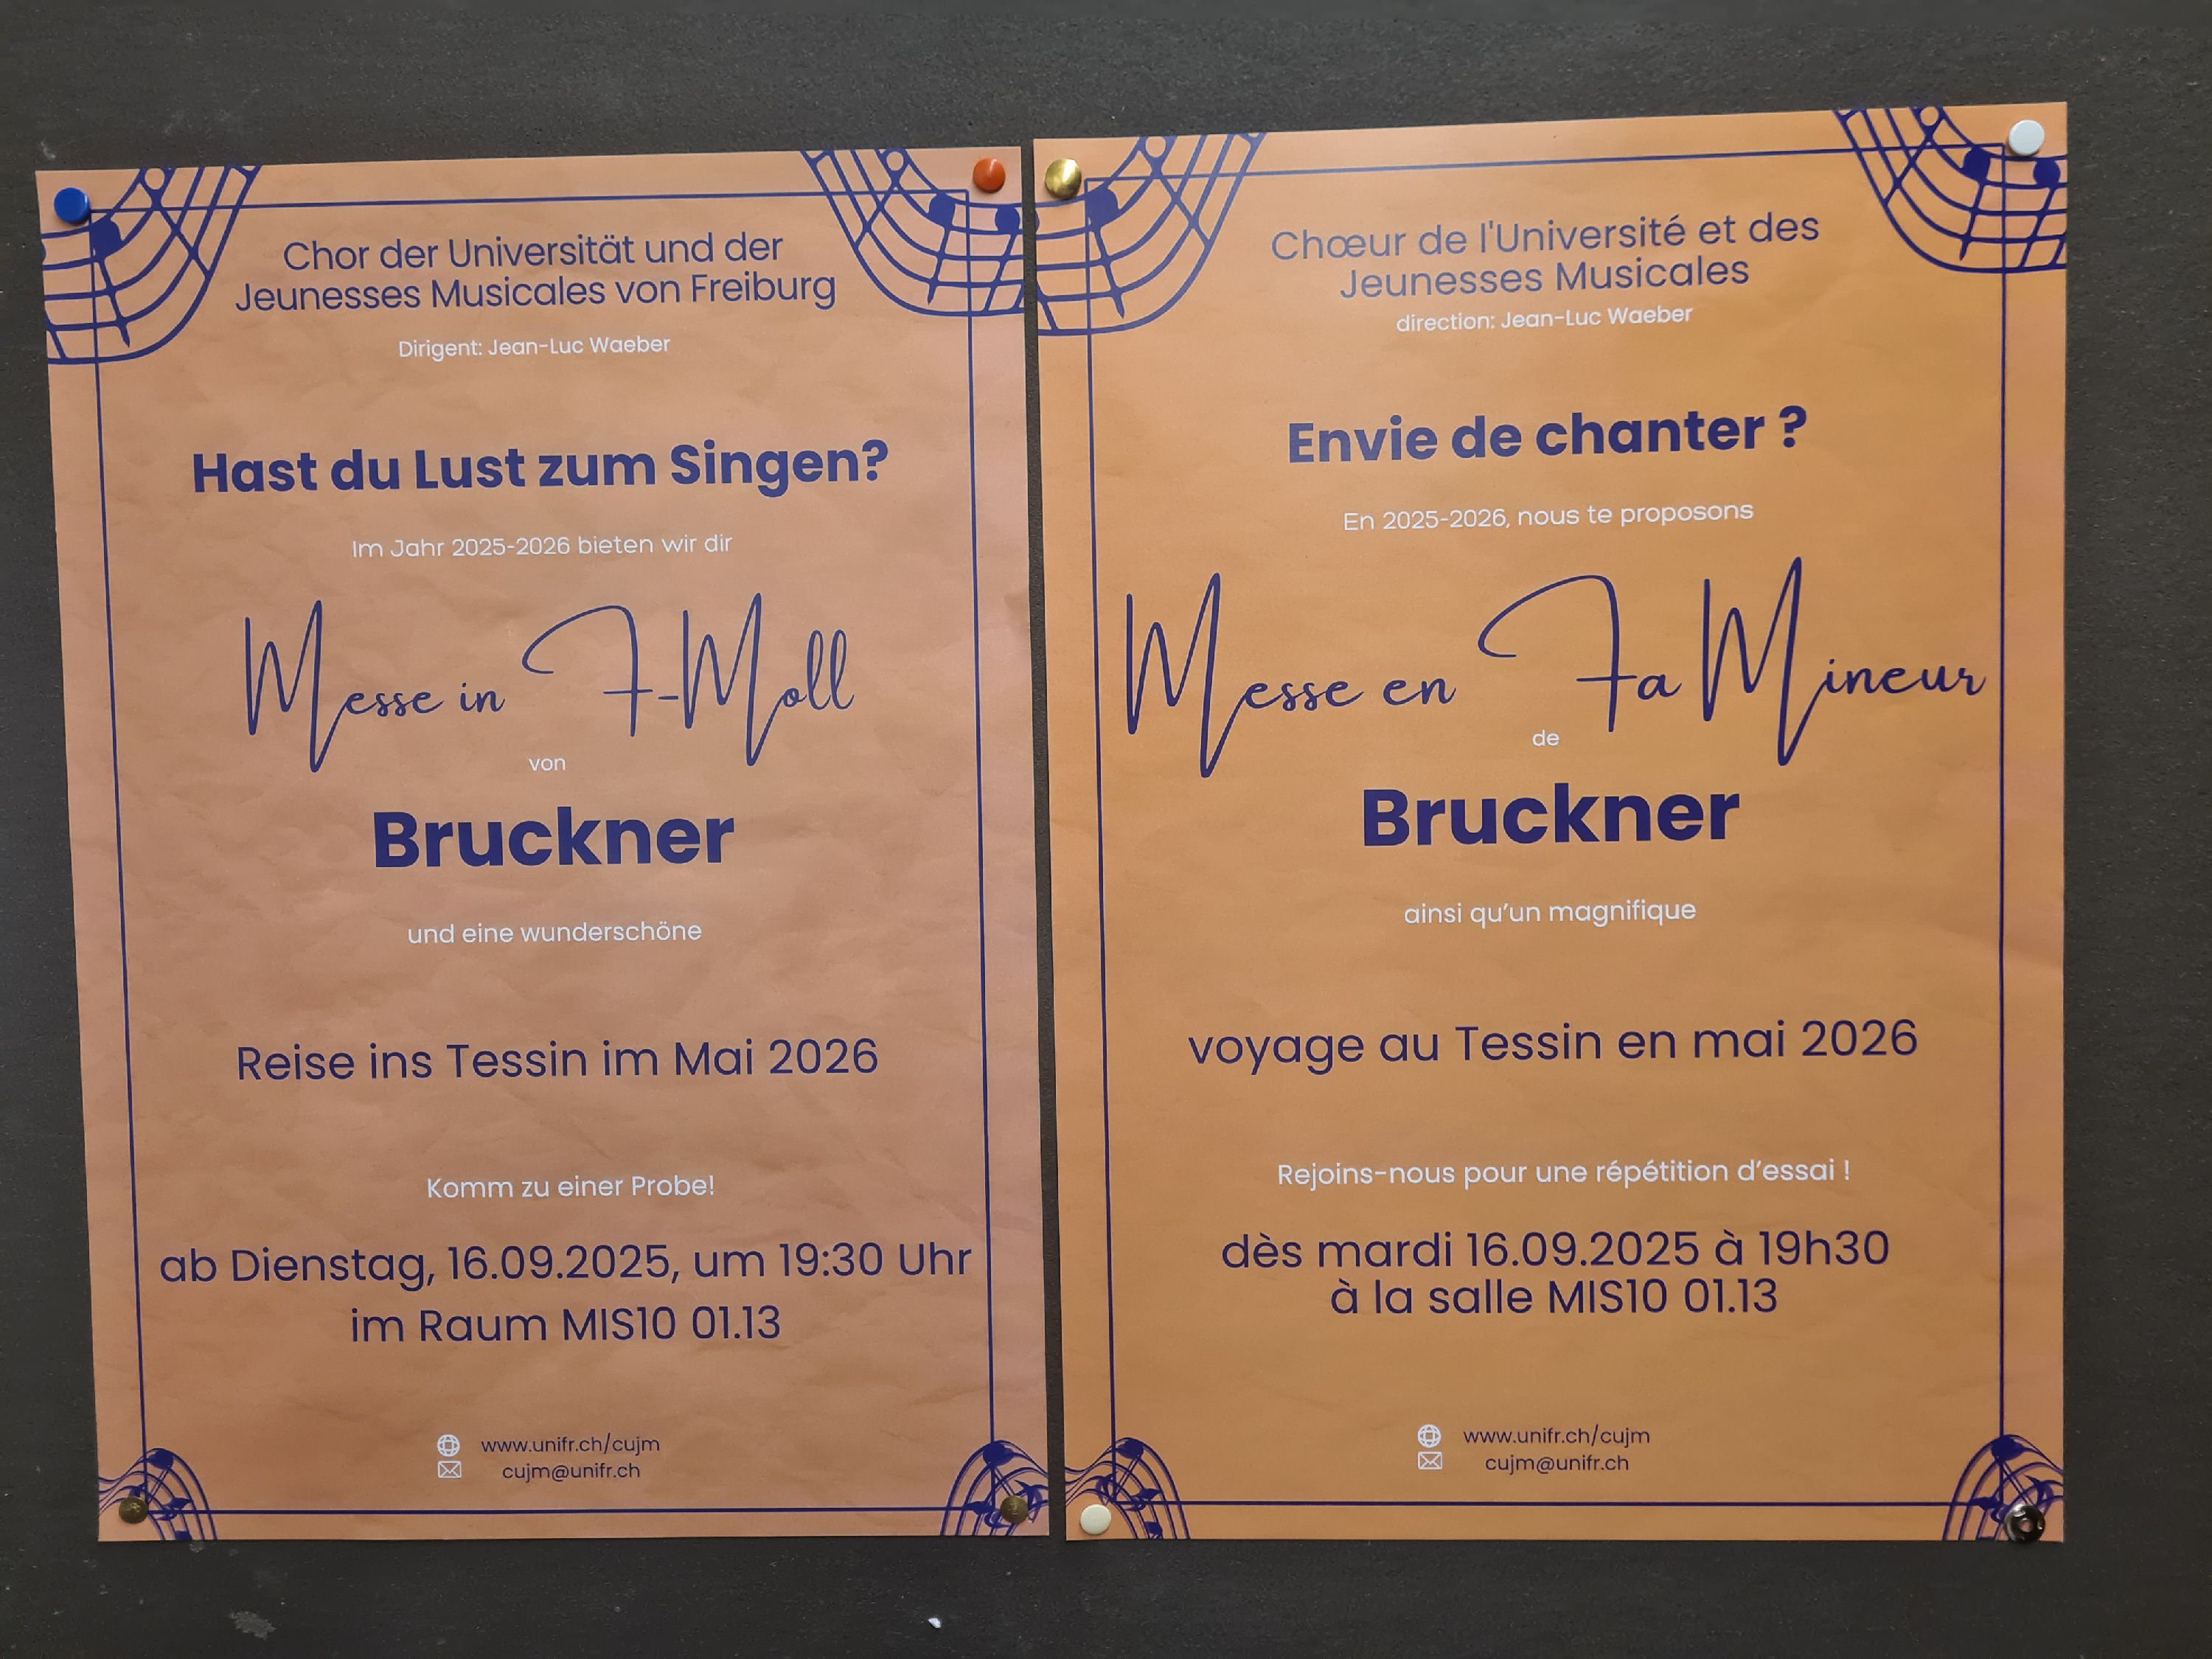 Chor der Universität und der
Jeunesses Musicales von Freiburg
Dirigent: Jean-Luc Waeber
Hast du Lust zum Singen?
Im Jahr 2025-2026 bieten wir dir
Messe in F-Moll
von
Bruckner
und eine wunderschöne
Reise ins Tessin im Mai 2026
Komm zu einer Probe!
ab Dienstag, 16.09.2025, um 19:30 Uhr
im Raum MIS10 01.13
www.unifr.ch/cujm
cujm@unifr.ch
Chœur de l'Université et des
Jeunesses Musicales
direction: Jean-Luc Waeber
Envie de chanter ?
En 2025-2026, nous te proposons
Messe en Fa Mineur
de
Bruckner
ainsi qu’un magnifique
voyage au Tessin en mai 2026
Rejoins-nous pour une répétition d’essai !
dès mardi 16.09.2025 à 19h30
à la salle MIS10 01.13
www.unifr.ch/cujm
cujm@unifr.ch